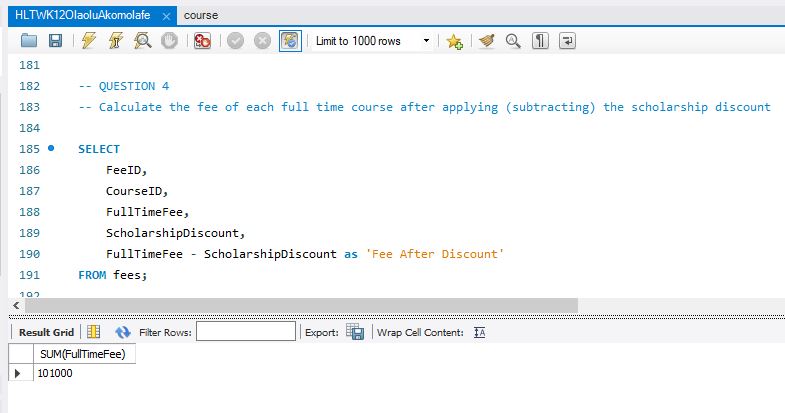 HLTWK12OlaoluAkomolafe × course
Limit to 1000 rows
181
182 -- QUESTION 4
183 -- Calculate the fee of each full time course after applying (subtracting) the scholarship discount
184
185 SELECT
186 FeeID,
187 CourseID,
188 FullTimeFee,
189 ScholarshipDiscount,
190 FullTimeFee - ScholarshipDiscount as 'Fee After Discount'
191 FROM fees;
192
Result Grid Filter Rows: Export: Wrap Cell Content:
SUM(FullTimeFee)
101000